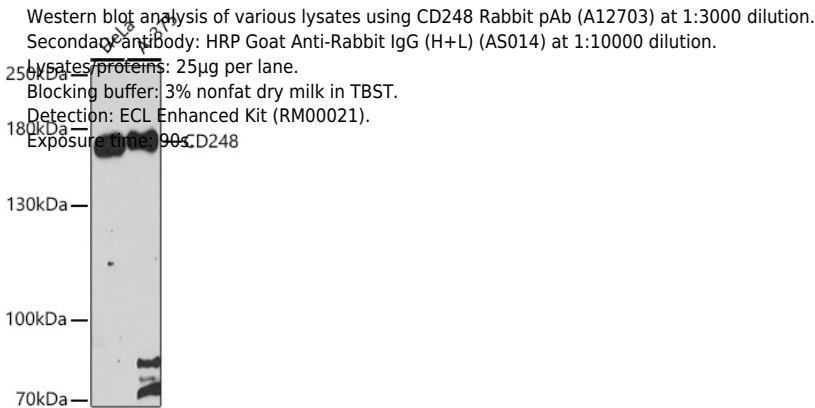 Western blot analysis of various lysates using CD248 Rabbit pAb (A12703) at 1:3000 dilution.
Secondary antibody: HRP Goat Anti-Rabbit IgG (H+L) (AS014) at 1:10000 dilution.
Lysates/proteins: 25μg per lane.
Blocking buffer: 3% nonfat dry milk in TBST.
Detection: ECL Enhanced Kit (RM00021).
Exposure time: 90s.
250kDa
180kDa
CD248
130kDa
100kDa
70kDa